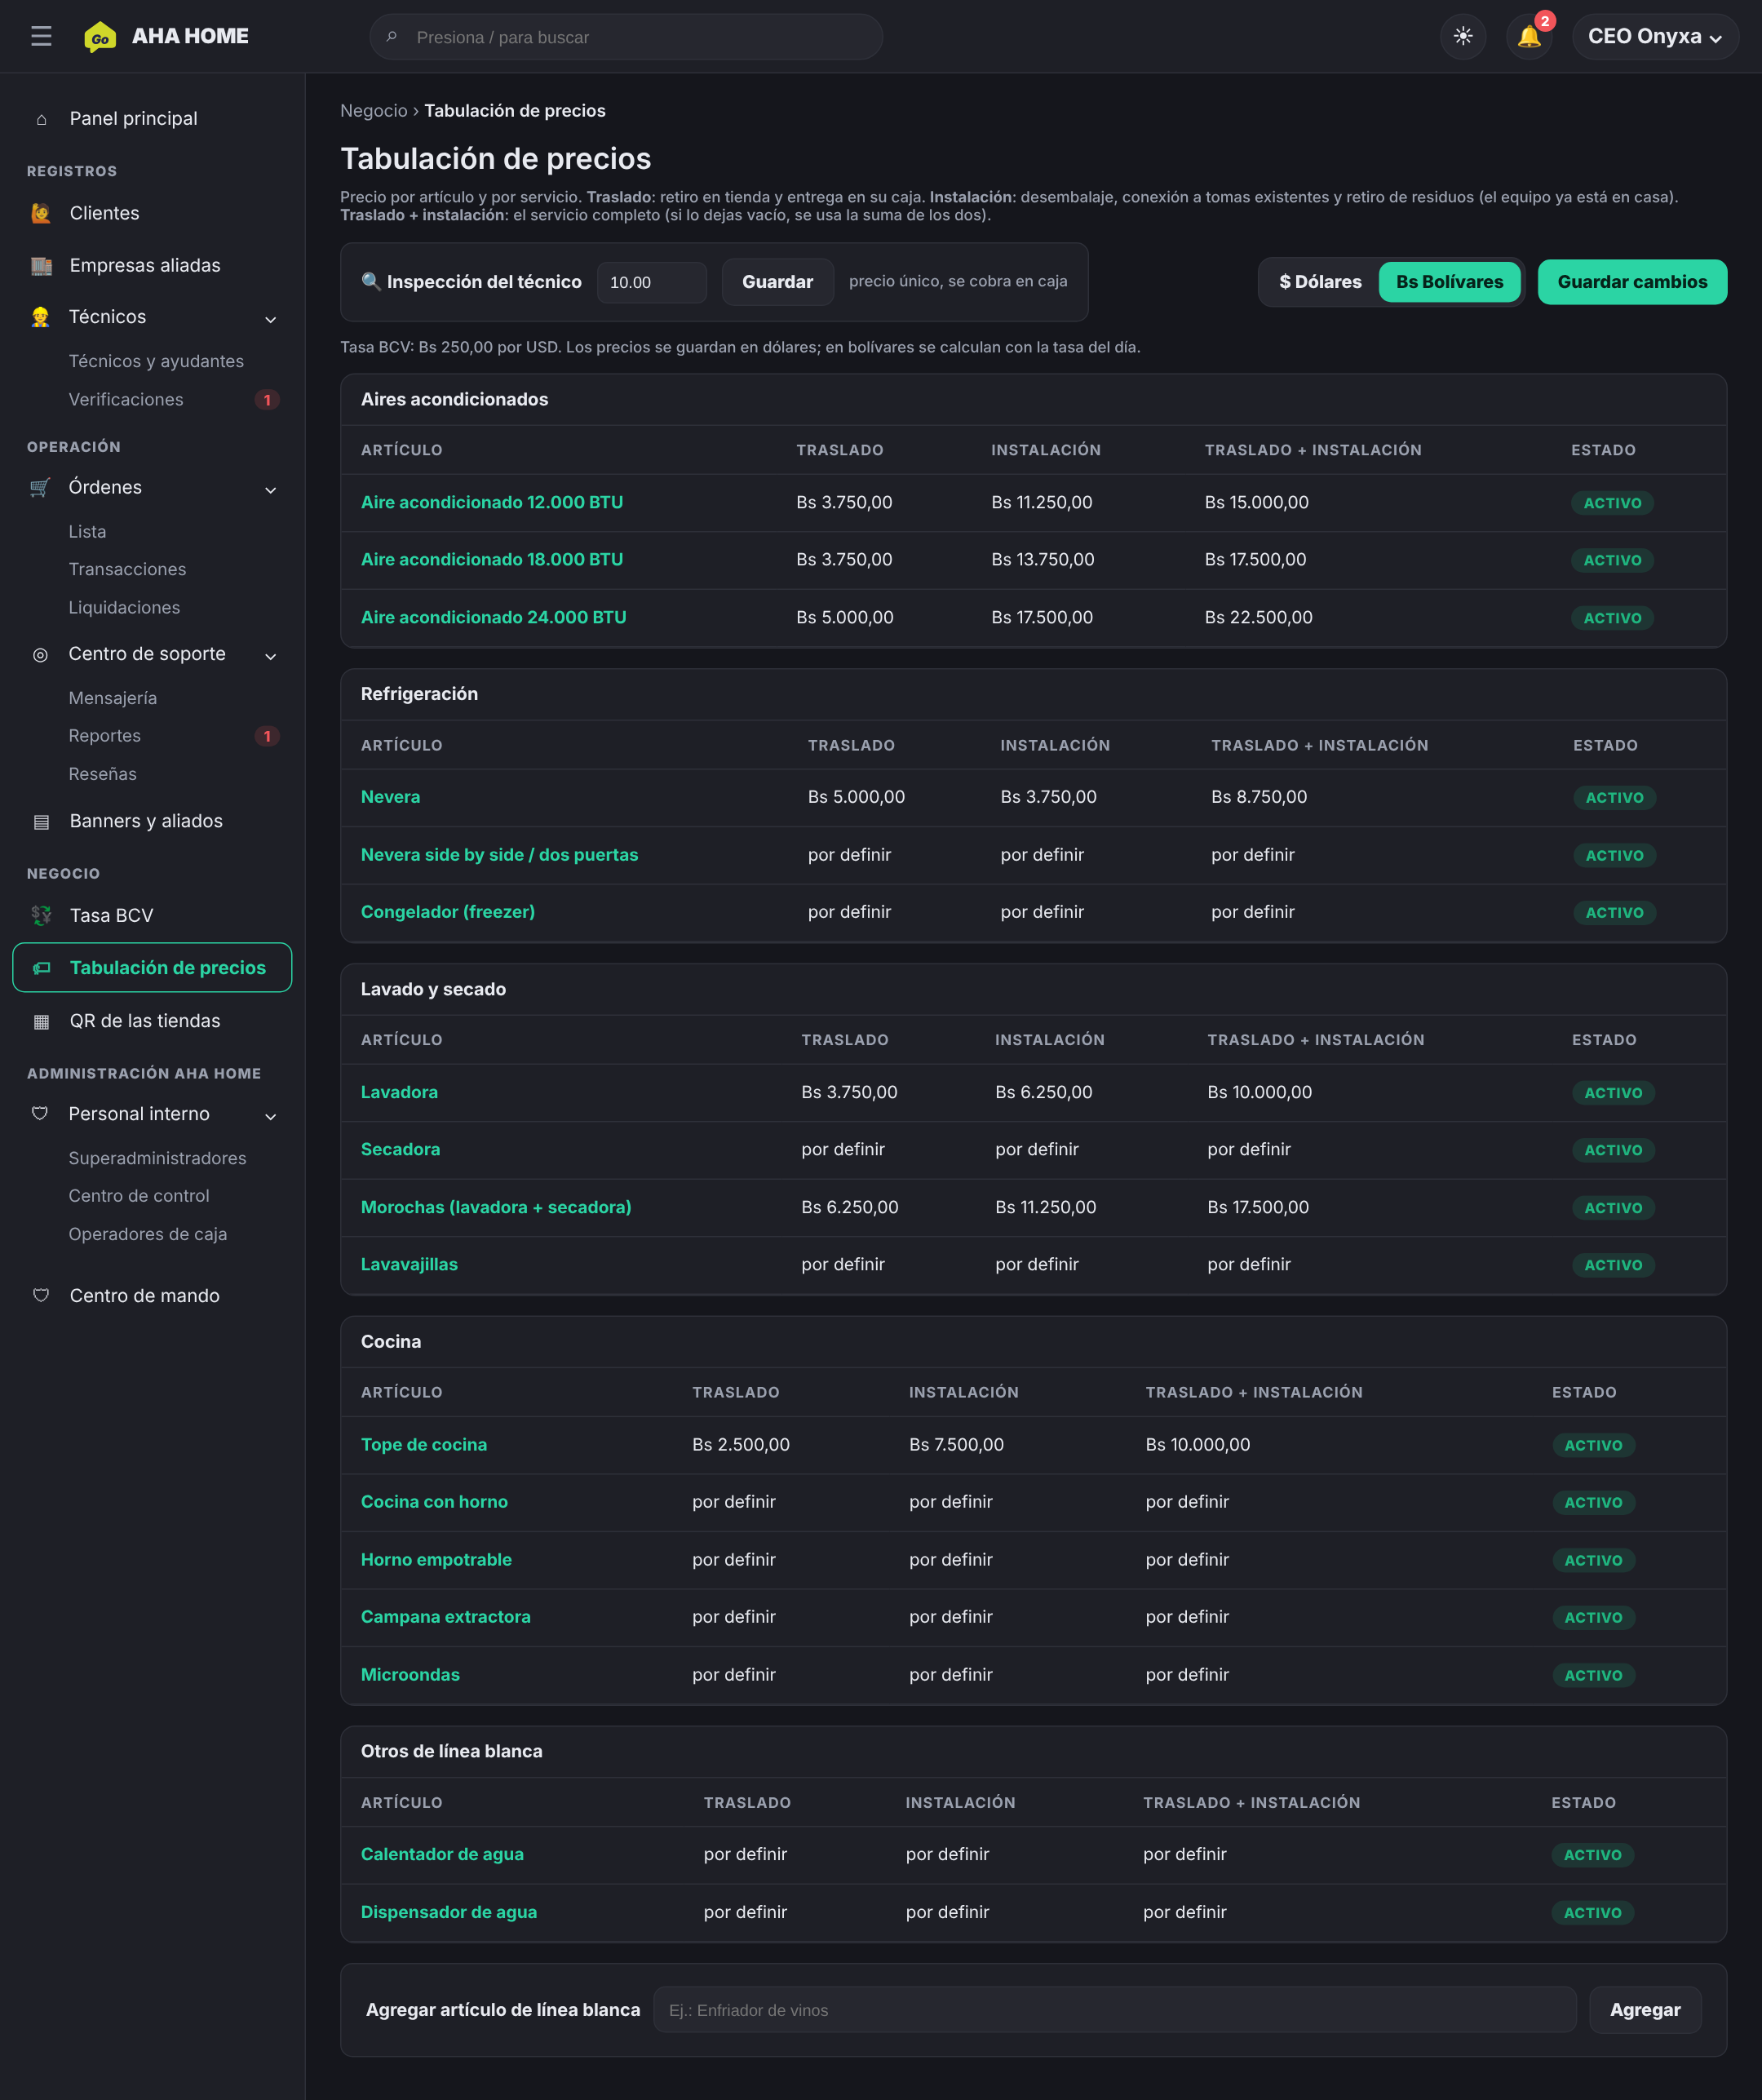 Go AHA HOME
Presiona / para buscar
2
CEO Onyxa
Panel principal
REGISTROS
Clientes
Empresas aliadas
Técnicos
Técnicos y ayudantes
Verificaciones 1
OPERACIÓN
Órdenes
Lista
Transacciones
Liquidaciones
Centro de soporte
Mensajería
Reportes 1
Reseñas
Banners y aliados
NEGOCIO
Tasa BCV
Tabulación de precios
QR de las tiendas
ADMINISTRACIÓN AHA HOME
Personal interno
Superadministradores
Centro de control
Operadores de caja
Centro de mando
Negocio › Tabulación de precios
Tabulación de precios
Precio por artículo y por servicio. Traslado: retiro en tienda y entrega en su caja. Instalación: desembalaje, conexión a tomas existentes y retiro de residuos (el equipo ya está en casa).
Traslado + instalación: el servicio completo (si lo dejas vacío, se usa la suma de los dos).
Inspección del técnico 10.00 Guardar precio único, se cobra en caja
$ Dólares Bs Bolívares Guardar cambios
Tasa BCV: Bs 250,00 por USD. Los precios se guardan en dólares; en bolívares se calculan con la tasa del día.
Aires acondicionados
ARTÍCULO TRASLADO INSTALACIÓN TRASLADO + INSTALACIÓN ESTADO
Aire acondicionado 12.000 BTU Bs 3.750,00 Bs 11.250,00 Bs 15.000,00 ACTIVO
Aire acondicionado 18.000 BTU Bs 3.750,00 Bs 13.750,00 Bs 17.500,00 ACTIVO
Aire acondicionado 24.000 BTU Bs 5.000,00 Bs 17.500,00 Bs 22.500,00 ACTIVO
Refrigeración
ARTÍCULO TRASLADO INSTALACIÓN TRASLADO + INSTALACIÓN ESTADO
Nevera Bs 5.000,00 Bs 3.750,00 Bs 8.750,00 ACTIVO
Nevera side by side / dos puertas por definir por definir por definir ACTIVO
Congelador (freezer) por definir por definir por definir ACTIVO
Lavado y secado
ARTÍCULO TRASLADO INSTALACIÓN TRASLADO + INSTALACIÓN ESTADO
Lavadora Bs 3.750,00 Bs 6.250,00 Bs 10.000,00 ACTIVO
Secadora por definir por definir por definir ACTIVO
Morochas (lavadora + secadora) Bs 6.250,00 Bs 11.250,00 Bs 17.500,00 ACTIVO
Lavavajillas por definir por definir por definir ACTIVO
Cocina
ARTÍCULO TRASLADO INSTALACIÓN TRASLADO + INSTALACIÓN ESTADO
Tope de cocina Bs 2.500,00 Bs 7.500,00 Bs 10.000,00 ACTIVO
Cocina con horno por definir por definir por definir ACTIVO
Horno empotrable por definir por definir por definir ACTIVO
Campana extractora por definir por definir por definir ACTIVO
Microondas por definir por definir por definir ACTIVO
Otros de línea blanca
ARTÍCULO TRASLADO INSTALACIÓN TRASLADO + INSTALACIÓN ESTADO
Calentador de agua por definir por definir por definir ACTIVO
Dispensador de agua por definir por definir por definir ACTIVO
Agregar artículo de línea blanca Ej.: Enfriador de vinos Agregar